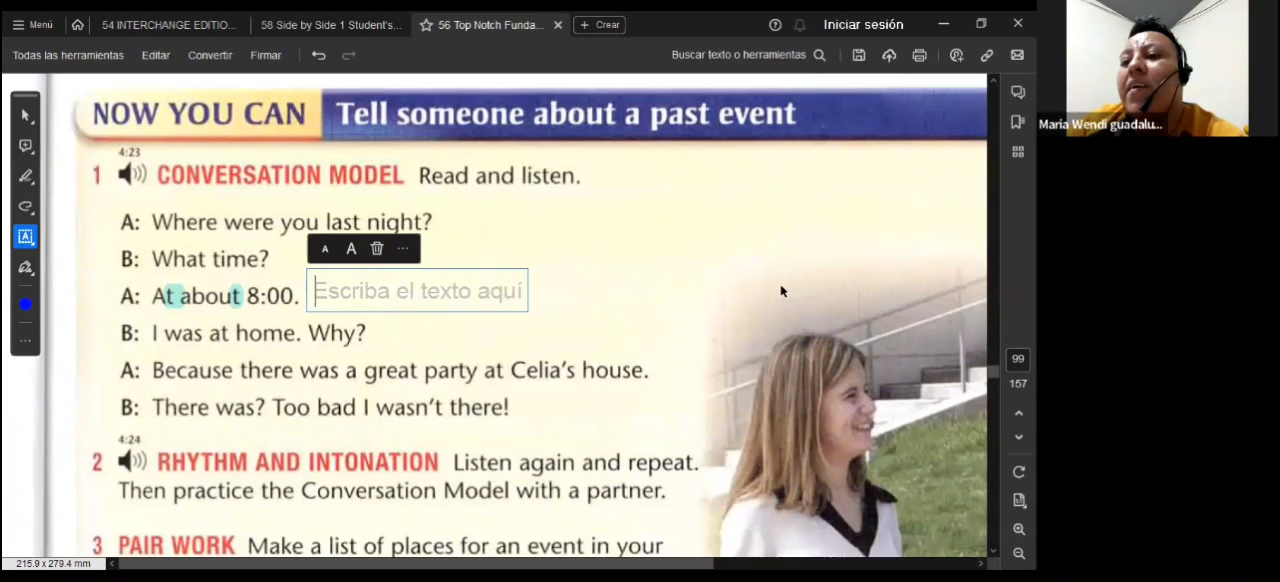 Menú
54 INTERCHANGE EDITIO...
58 Side by Side 1 Student's...
56 Top Notch Funda...
Crear
Iniciar sesión
Todas las herramientas
Editar
Convertir
Firmar
Buscar texto o herramientas
NOW YOU CAN Tell someone about a past event
4:23
1 CONVERSATION MODEL Read and listen.
A: Where were you last night?
B: What time?
A A ...
A: At about 8:00. Escriba el texto aquí
B: I was at home. Why?
A: Because there was a great party at Celia's house.
B: There was? Too bad I wasn't there!
4:24
2 RHYTHM AND INTONATION Listen again and repeat.
Then practice the Conversation Model with a partner.
3 PAIR WORK Make a list of places for an event in your
215.9 x 279.4 mm
99
157
Maria Wendi guadalu...